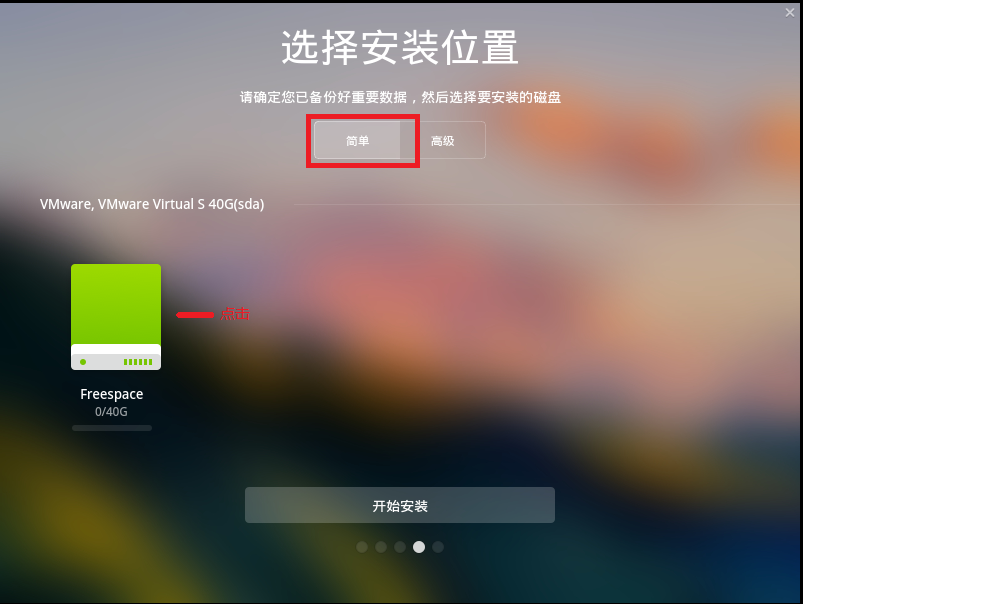 选择安装位置
请确定您已备份好重要数据，然后选择要安装的磁盘
简单
高级
VMware, VMware Virtual S 40G(sda)
点击
Freespace
0/40G
开始安装